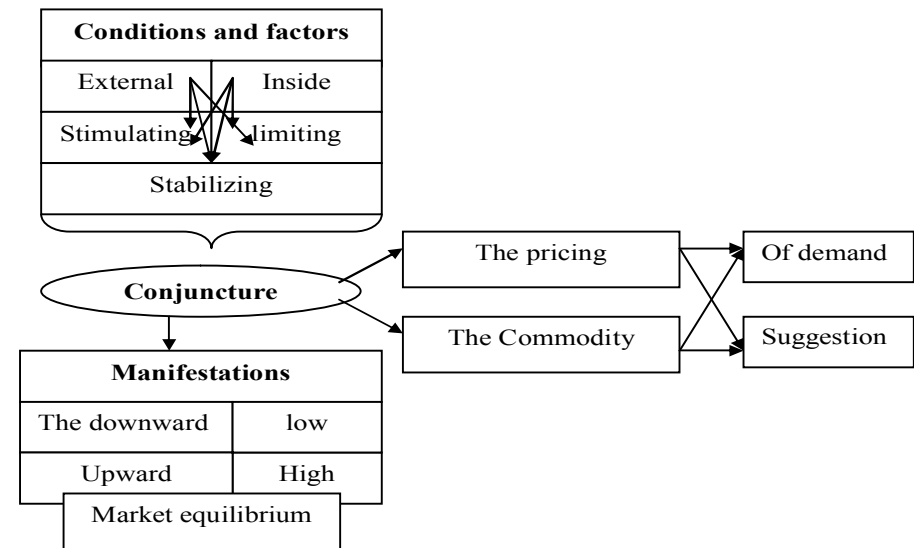 Conditions and factors
External Inside
Stimulating limiting
Stabilizing
The pricing Of demand
Conjuncture
The Commodity Suggestion
Manifestations
The downward low
Upward High
Market equilibrium